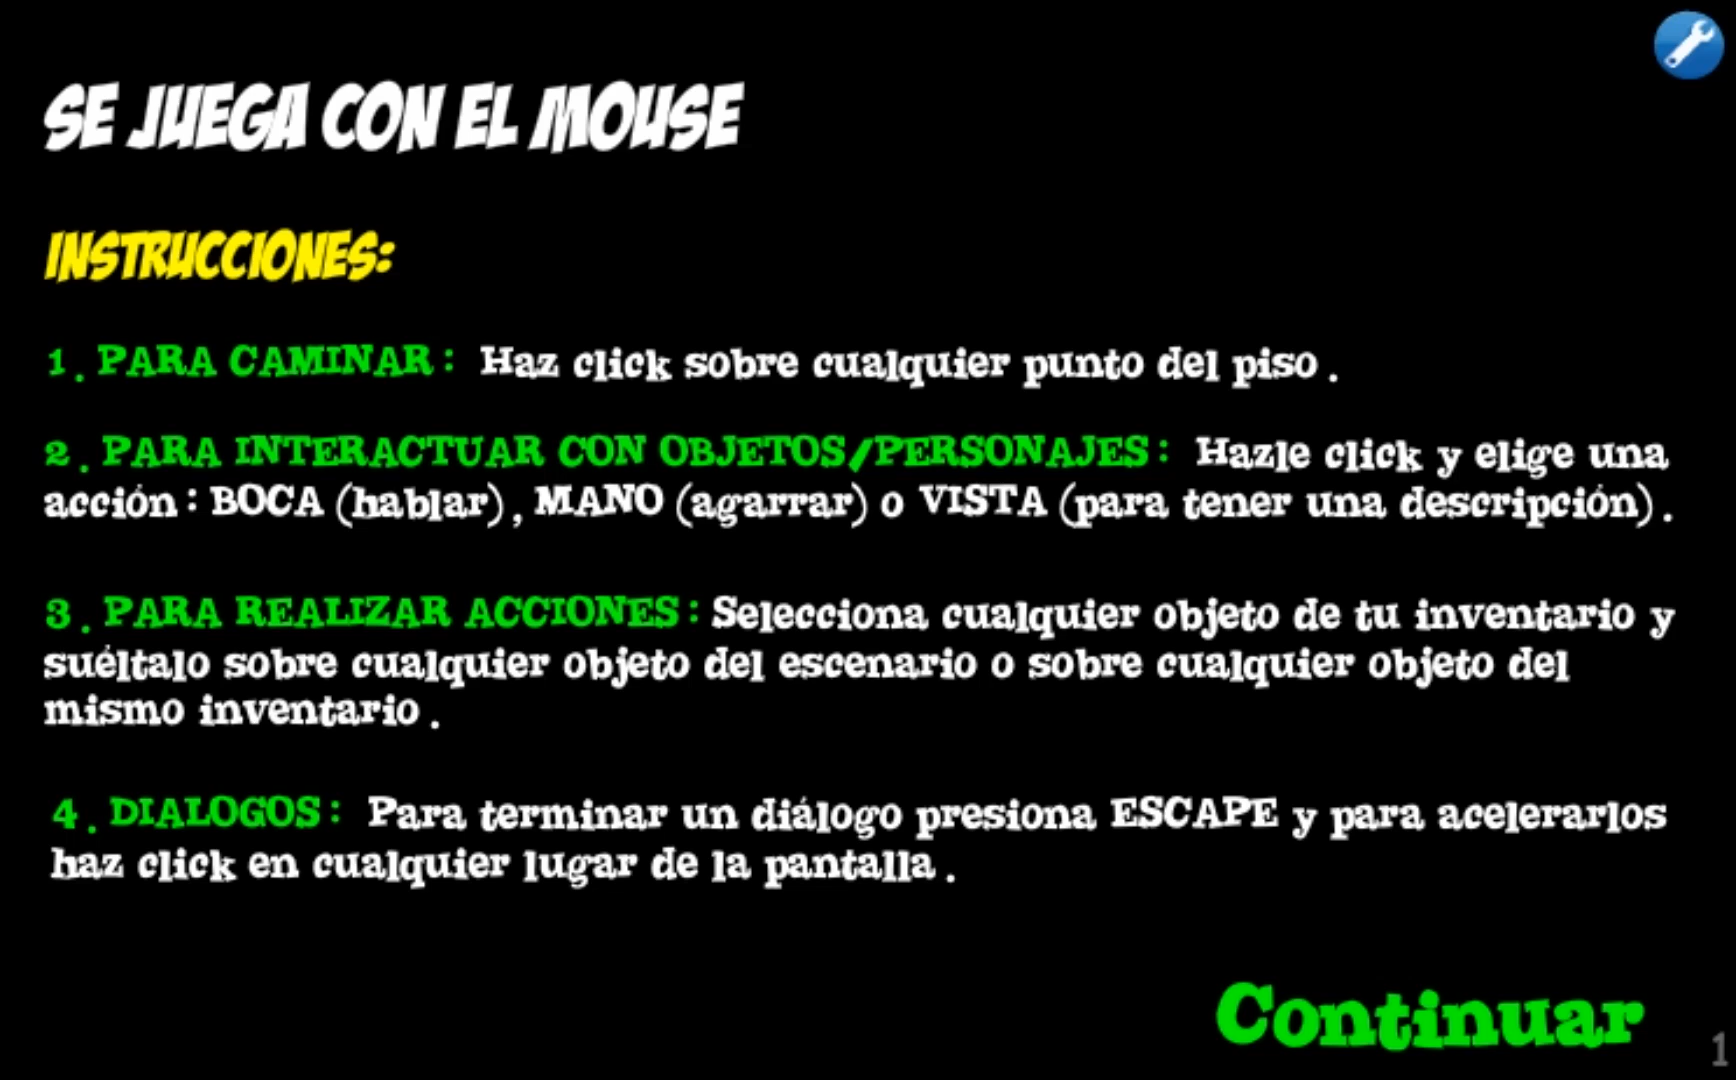 SE JUEGA CON EL MOUSE
INSTRUCCIONES:
1. PARA CAMINAR: Haz click sobre cualquier punto del piso.
2. PARA INTERACTUAR CON OBJETOS/PERSONAJES: Hazle click y elige una
acción: BOCA (hablar), MANO (agarrar) o VISTA (para tener una descripción).
3. PARA REALIZAR ACCIONES: Selecciona cualquier objeto de tu inventario y
suéltalo sobre cualquier objeto del escenario o sobre cualquier objeto del
mismo inventario.
4. DIALOGOS: Para terminar un diálogo presiona ESCAPE y para acelerarlos
haz click en cualquier lugar de la pantalla.
Continuar
1